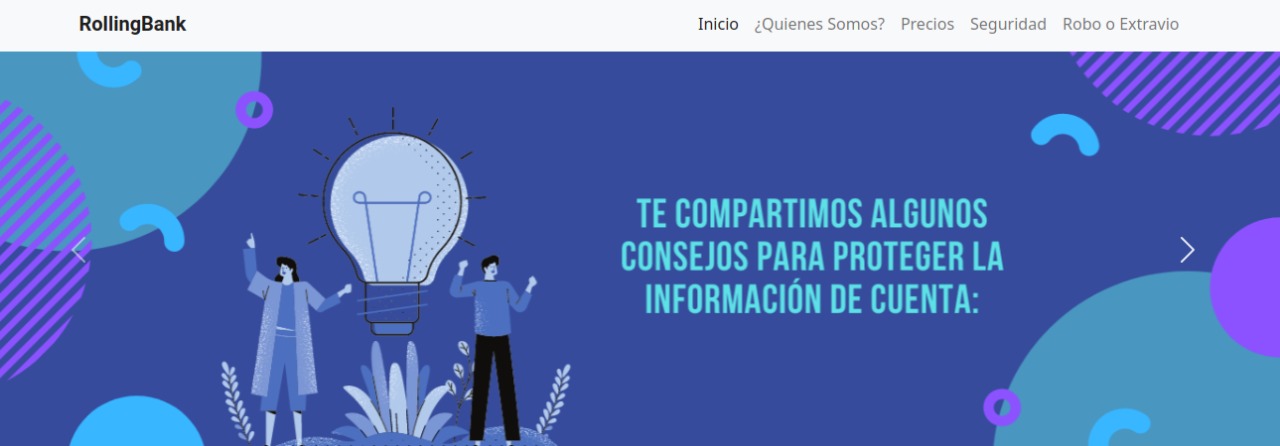 RollingBank Inicio ¿Quienes Somos? Precios Seguridad Robo o Extravio
TE COMPARTIMOS ALGUNOS
CONSEJOS PARA PROTEGER LA
INFORMACIÓN DE CUENTA: